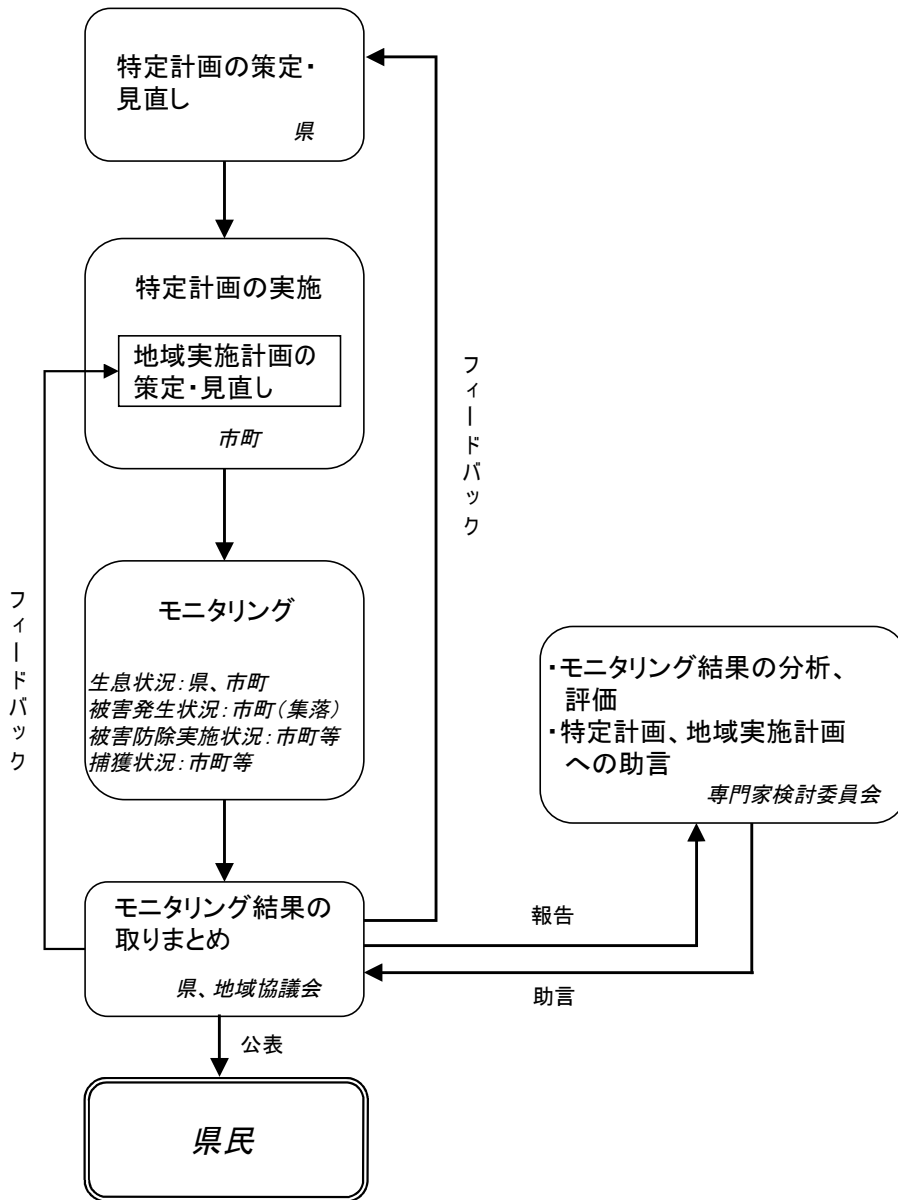 特定計画の策定・
見直し
県
特定計画の実施
地域実施計画の
策定・見直し
市町
フィードバック
モニタリング
生息状況：県、市町
被害発生状況：市町（集落）
被害防除実施状況：市町等
捕獲状況：市町等
フィードバック
・モニタリング結果の分析、
評価
・特定計画、地域実施計画
への助言
専門家検討委員会
モニタリング結果の
取りまとめ
県、地域協議会
報告
助言
公表
県民